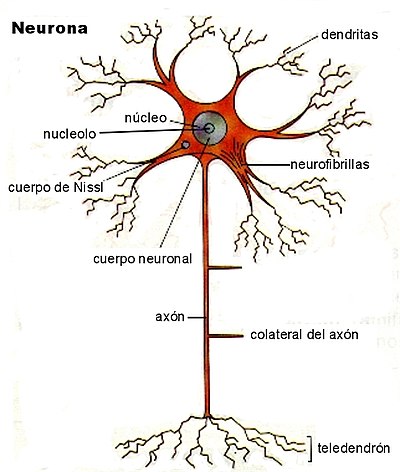 Neurona
dendritas
núcleo
nucleolo
neurofibrillas
cuerpo de Nissl
cuerpo neuronal
axón
colateral del axón
teledendrón